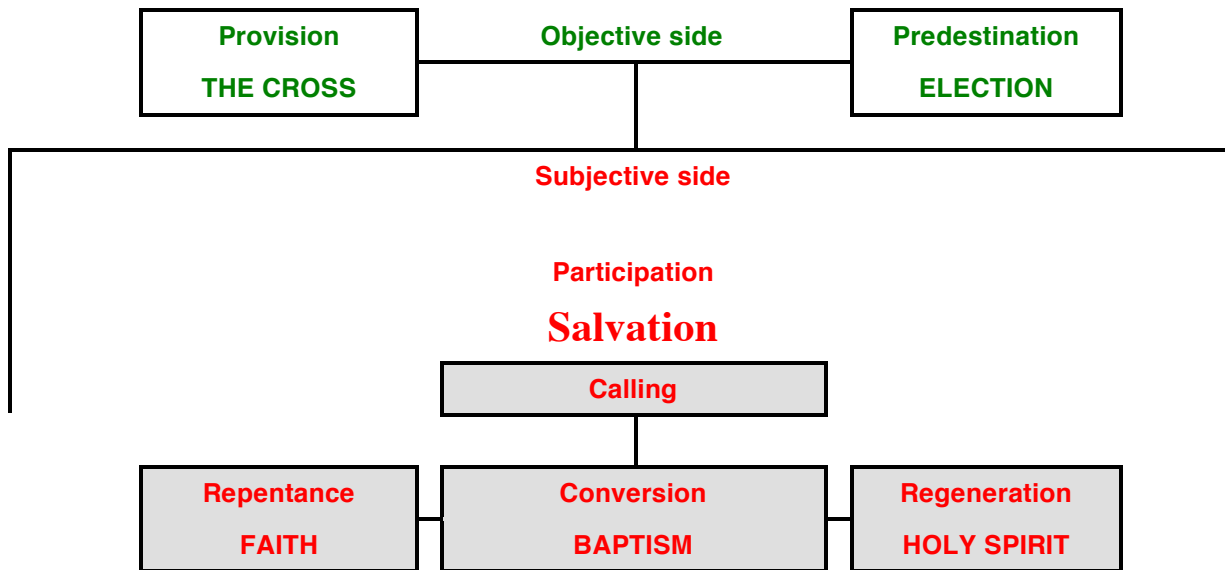 Provision
THE CROSS
Objective side
Predestination
ELECTION
Subjective side
Participation
Salvation
Calling
Repentance
FAITH
Conversion
BAPTISM
Regeneration
HOLY SPIRIT